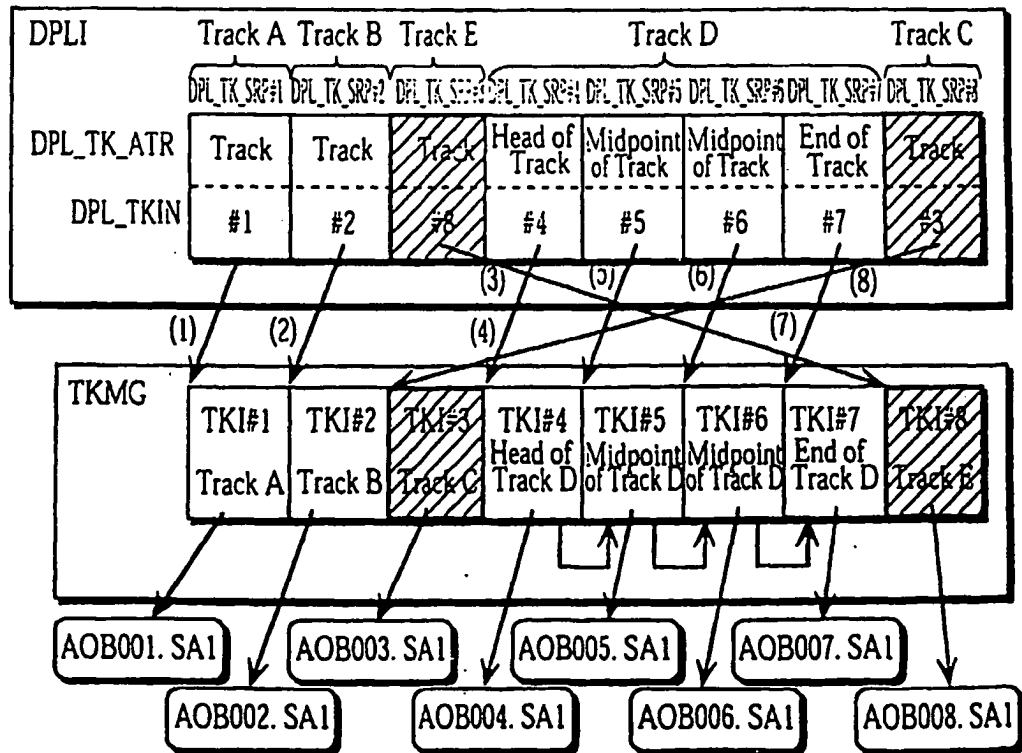 DPLI
Track A Track B Track E Track D Track C
DPL_TK_SRP#1 DPL_TK_SRP#2 DPL_TK_SRP#3 DPL_TK_SRP#4 DPL_TK_SRP#5 DPL_TK_SRP#6 DPL_TK_SRP#7 DPL_TK_SRP#8
DPL_TK_ATR Track Track Track Head of Track Midpoint of Track Midpoint of Track End of Track Track
DPL_TKIN #1 #2 #8 #4 #5 #6 #7 #3
(3) (5) (6) (8)
(1) (2) (4) (7)
TKMG
TKI#1 TKI#2 TKI#3 TKI#4 TKI#5 TKI#6 TKI#7 TKI#8
Head of Midpoint Midpoint End of
Track A Track B Track C Track D of Track D of Track D Track D Track E
AOB001. SA1 AOB003. SA1 AOB005. SA1 AOB007. SA1
AOB002. SA1 AOB004. SA1 AOB006. SA1 AOB008. SA1